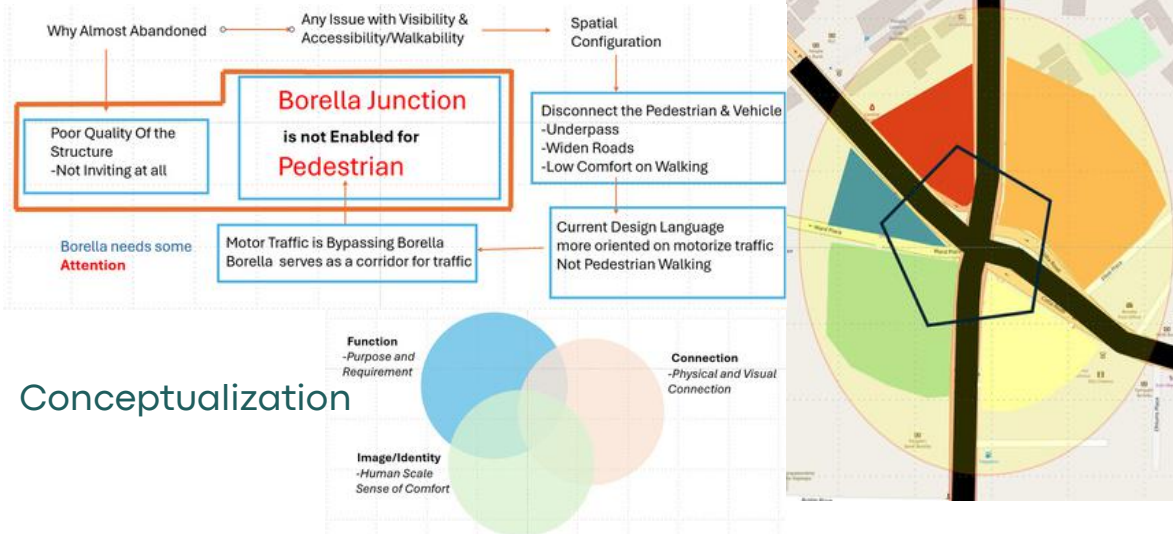 Why Almost Abandoned
Any Issue with Visibility &
Accessibility/Walkability
Spatial
Configuration
Poor Quality Of the
Structure
-Not Inviting at all
Borella Junction
is not Enabled for
Pedestrian
Disconnect the Pedestrian & Vehicle
-Underpass
-Widen Roads
-Low Comfort on Walking
Borella needs some
Attention
Motor Traffic is Bypassing Borella
Borella serves as a corridor for traffic
Current Design Language
more oriented on motorize traffic
Not Pedestrian Walking
Conceptualization
Function
-Purpose and
Requirement
Connection
-Physical and Visual
Connection
Image/Identity
-Human Scale
Sense of Comfort
Ward Place
Ward Place